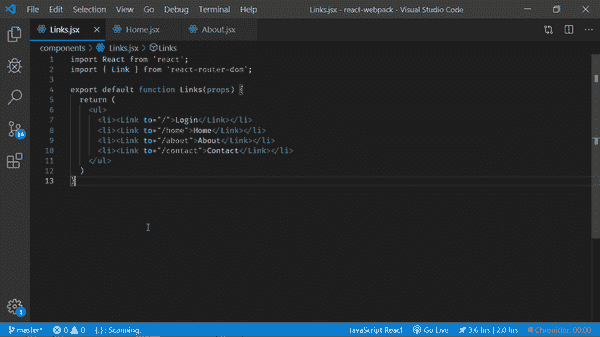 File Edit Selection View Go Debug Terminal Help Links.jsx - react-webpack - Visual Studio Code
Links.jsx × Home.jsx About.jsx
components > Links.jsx > Links
1 import React from 'react';
2 import { Link } from 'react-router-dom';
3
4 export default function Links(props) {
5 return (
6 <ul>
7 <li><Link to="/">Login</Link></li>
8 <li><Link to="/home">Home</Link></li>
9 <li><Link to="/about">About</Link></li>
10 <li><Link to="/contact">Contact</Link></li>
11 </ul>
12 )
13 }
master* 0 0 Scanning. JavaScript React Go Live 3.6 hrs | 2.0 hrs Chronicler: 00:00